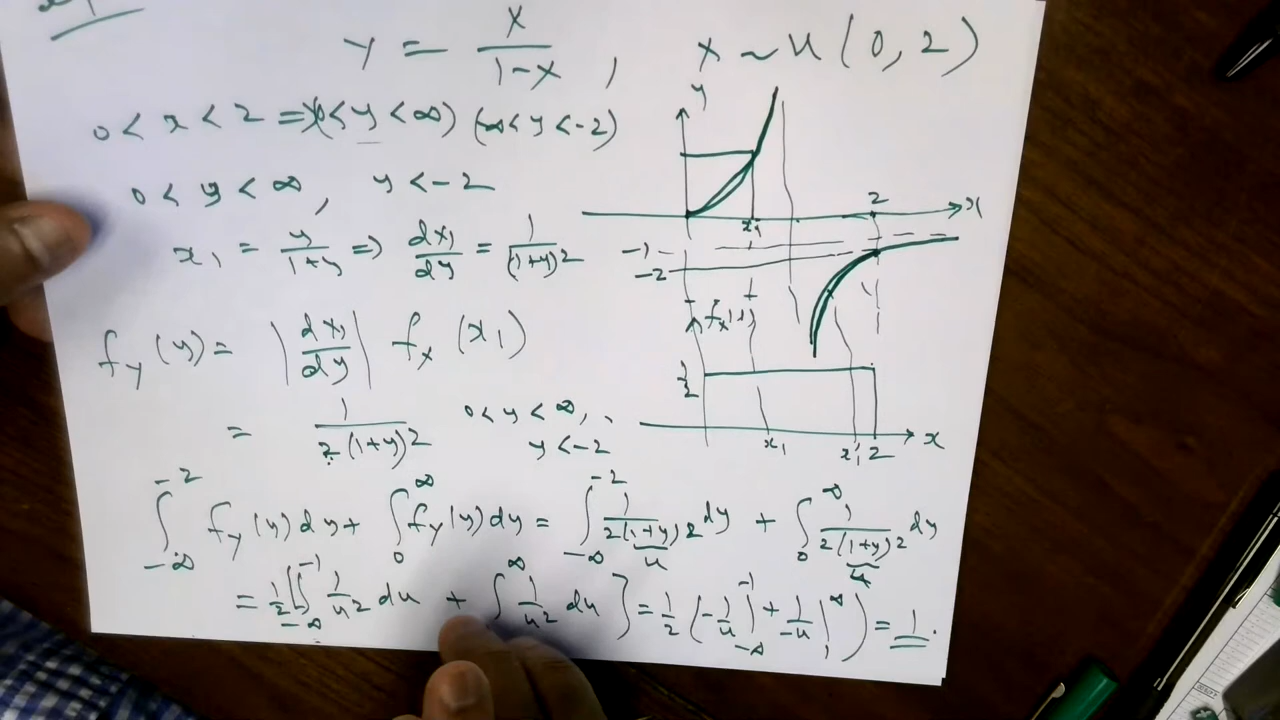 y = x/(1-x) , x ~ U(0,2)
0 < x < 2 ⇒ (0 < y < ∞) (-∞ < y < -2)
0 < y < ∞ , y < -2
x₁ = y/(1+y) ⇒ dx₁/dy = 1/(1+y)²
f_y(y) = |dx₁/dy| f_x(x₁)
= 1/(2(1+y)²) 0 < y < ∞, y < -2
∫_{-∞}^{-2} f_y(y) dy + ∫_0^∞ f_y(y) dy = ∫_{-∞}^{-2} 1/(2(1+y)²) dy + ∫_0^∞ 1/(2(1+y)²) dy
u u
= 1/2 [∫_{-∞}^{-1} 1/u² du + ∫^∞ 1/u² du] = 1/2 (-1/u |_{-∞}^{-1} + 1/-u |_1^∞) = 1
y
2
x
x₁
-1
-2
f_x(x)
1/2
x₁
x₁'
2
x